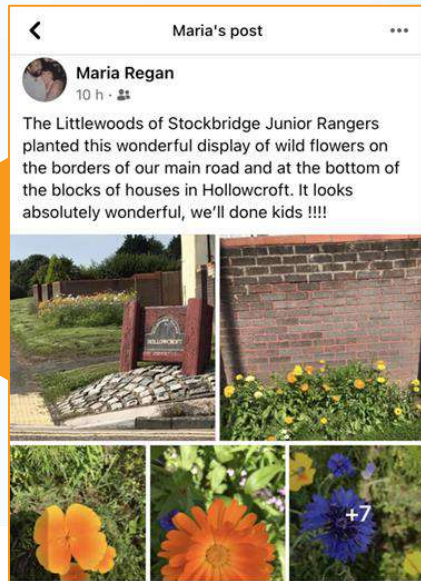 Maria's post
Maria Regan
10 h ·
The Littlewoods of Stockbridge Junior Rangers
planted this wonderful display of wild flowers on
the borders of our main road and at the bottom of
the blocks of houses in Hollowcroft. It looks
absolutely wonderful, we'll done kids !!!!
HOLLOWCROFT
+7